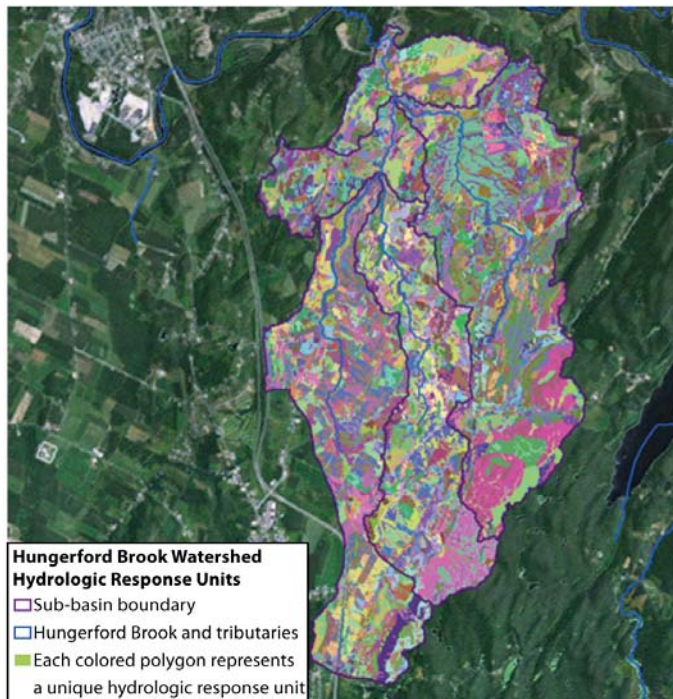 Hungerford Brook Watershed
Hydrologic Response Units
Sub-basin boundary
Hungerford Brook and tributaries
Each colored polygon represents
a unique hydrologic response unit